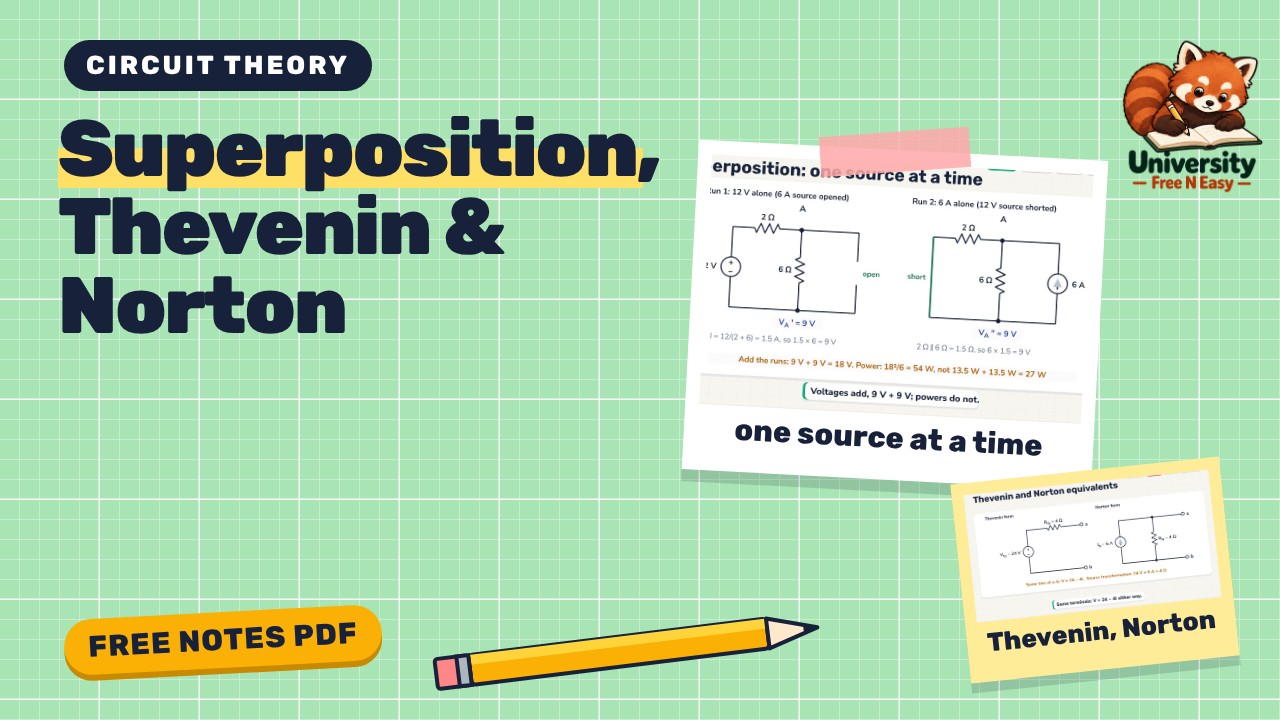 CIRCUIT THEORY
Superposition,
Thevenin &
Norton
University
Free N Easy
erposition: one source at a time
un 1: 12 V alone (6 A source opened)
Run 2: 6 A alone (12 V source shorted)
A
A
2 Ω
2 Ω
V
6 Ω
open
short
6 Ω
6 A
V_A' = 9 V
V_A'' = 9 V
= 12/(2 + 6) = 1.5 A, so 1.5 × 6 = 9 V
2 Ω ∥ 6 Ω = 1.5 Ω, so 6 × 1.5 = 9 V
Add the runs: 9 V + 9 V = 18 V. Power: 18²/6 = 54 W, not 13.5 W + 13.5 W = 27 W
Voltages add, 9 V + 9 V; powers do not.
one source at a time
Thevenin and Norton equivalents
Thevenin form
Norton form
a
a
b
b
Same terminals: V = 24 − 4I either way.
Thevenin, Norton
FREE NOTES PDF